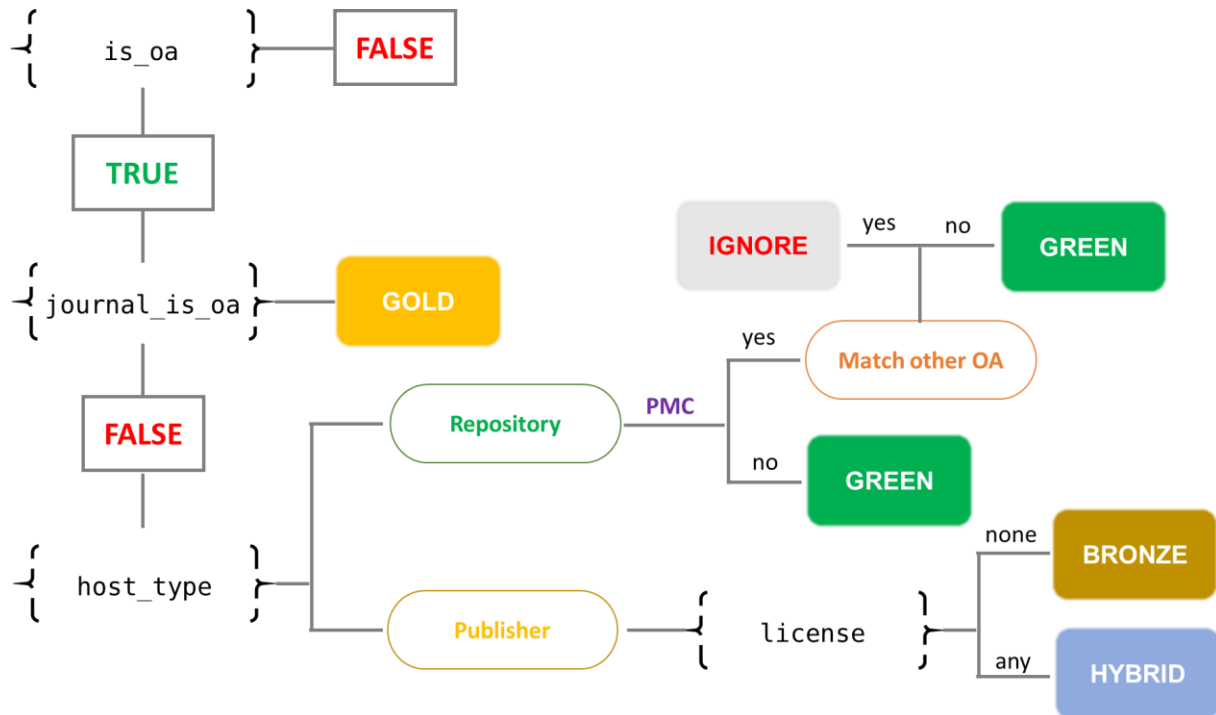 is_oa
FALSE
TRUE
IGNORE
yes
no
GREEN
journal_is_oa
GOLD
yes
Match other OA
FALSE
Repository
PMC
no
GREEN
none
BRONZE
host_type
Publisher
license
any
HYBRID